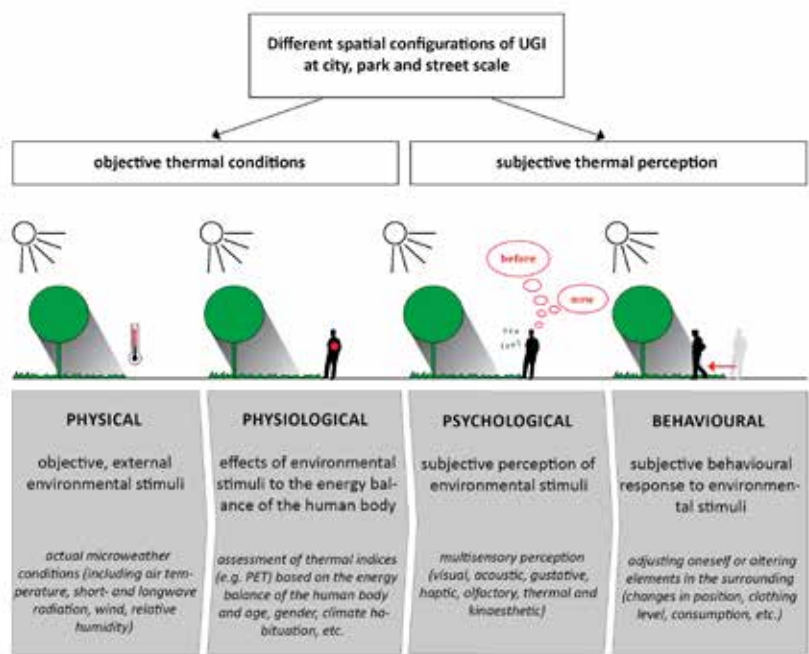 Different spatial configurations of UGI
at city, park and street scale
objective thermal conditions
subjective thermal perception
before
now
PHYSICAL
objective, external
environmental stimuli
actual microweather
conditions (including air tem-
perature, short- and longwave
radiation, wind, relative
humidity)
PHYSIOLOGICAL
effects of environmental
stimuli to the energy bal-
ance of the human body
assessment of thermal indices
(e.g. PET) based on the energy
balance of the human body
and age, gender, climate ha-
bituation, etc.
PSYCHOLOGICAL
subjective perception of
environmental stimuli
multisensory perception
(visual, acoustic, gustative,
haptic, olfactory, thermal and
kinaesthetic)
BEHAVIOURAL
subjective behavioural
response to environmen-
tal stimuli
adjusting oneself or altering
elements in the surrounding
(changes in position, clothing
level, consumption, etc.)